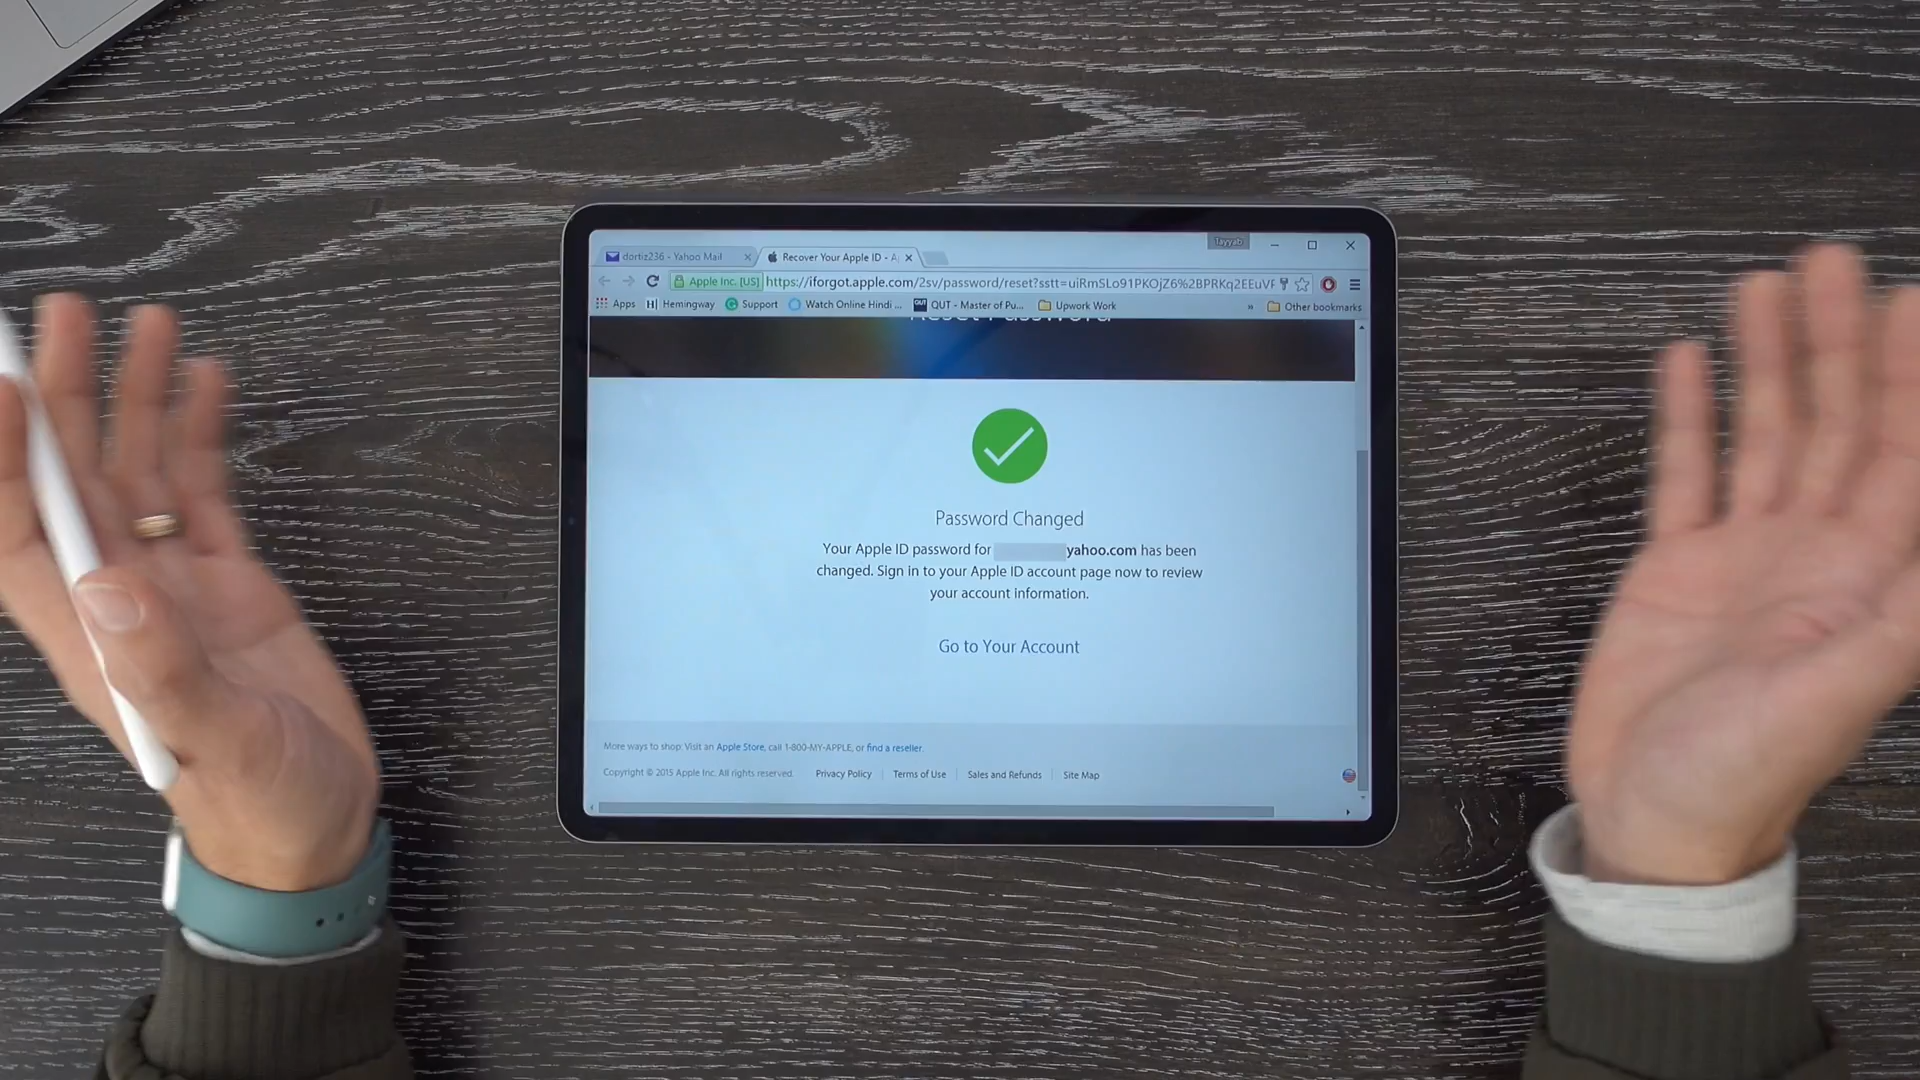 Tayyab
dortiz236 - Yahoo Mail
Recover Your Apple ID - A
Apple Inc. [US] https://iforgot.apple.com/2sv/password/reset?sstt=uiRmSLo91PKOjZ6%2BPRKq2EEuVF
Apps Hemingway Support Watch Online Hindi ... QUT - Master of Pu... Upwork Work » Other bookmarks
Reset Password
Password Changed
Your Apple ID password for yahoo.com has been
changed. Sign in to your Apple ID account page now to review
your account information.
Go to Your Account
More ways to shop: Visit an Apple Store, call 1-800-MY-APPLE, or find a reseller.
Copyright © 2015 Apple Inc. All rights reserved. Privacy Policy Terms of Use Sales and Refunds Site Map